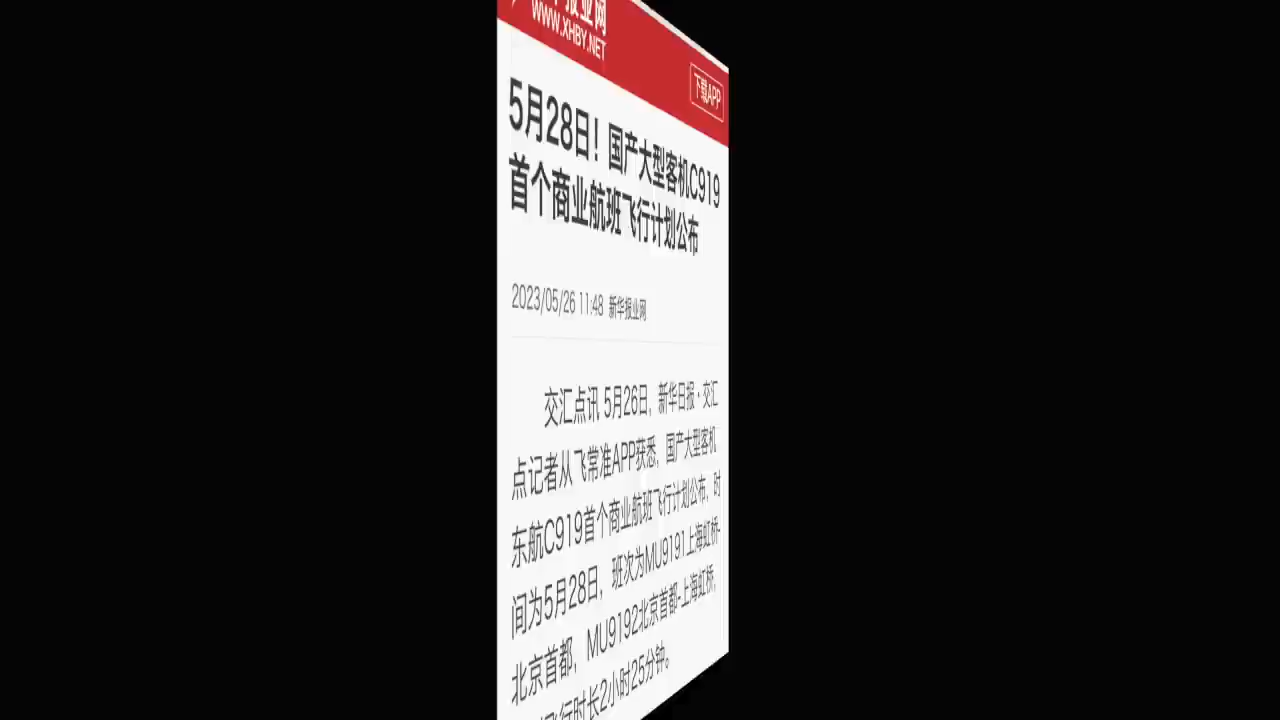 报业网
WWW.XHBY.NET
下载APP
5月28日！国产大型客机C919
首个商业航班飞行计划公布
2023/05/26 11:48 新华报业网
交汇点讯 5月26日，新华日报·交汇
点记者从飞常准APP获悉，国产大型客机
东航C919首个商业航班飞行计划公布，时
间为5月28日，班次为MU9191上海虹桥-
北京首都，MU9192北京首都-上海虹桥，
飞行时长2小时25分钟。